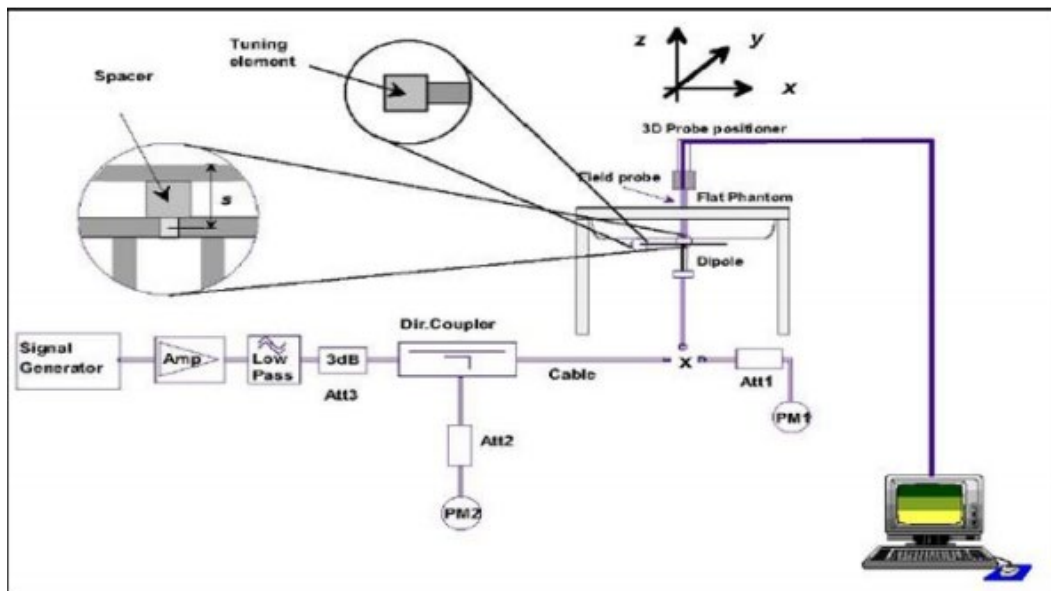 Tuning
element
z
y
x
Spacer
3D Probe positioner
Field probe
Flat Phantom
s
Dipole
Dir.Coupler
Signal
Generator
Amp
Low
Pass
3dB
Cable
x
Att1
Att3
PM1
Att2
PM2